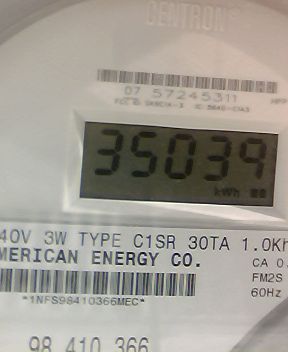 CENTRON®
07 57245311
35039
kWh
40V 3W TYPE C1SR 30TA 1.0Kh
MERICAN ENERGY CO.
CA 0.
FM2S
60Hz
*1NFS98410366MEC*
98 410 366